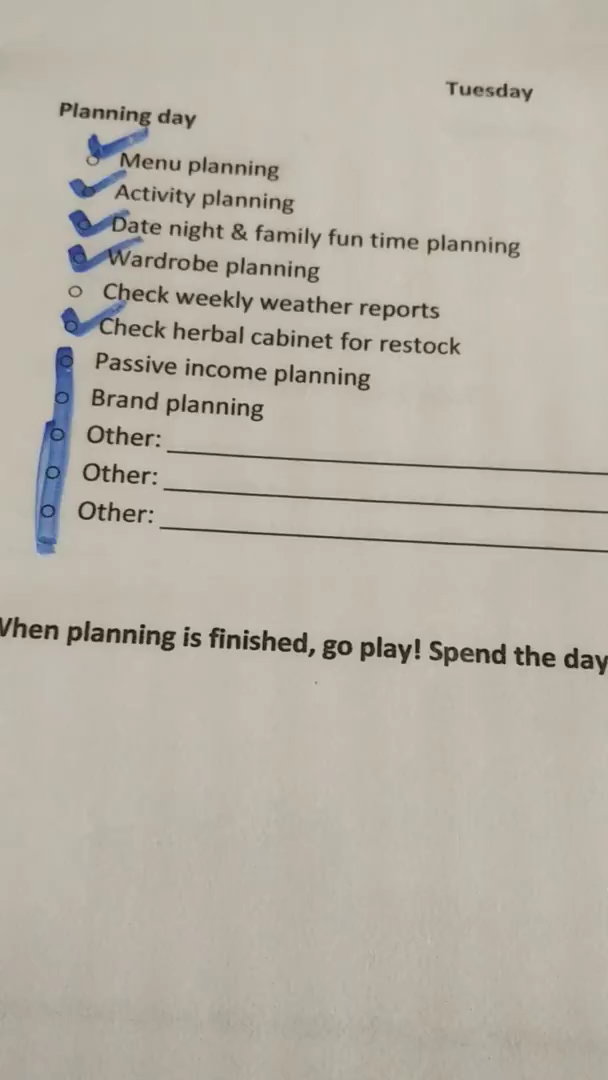 Tuesday
Planning day
Menu planning
Activity planning
Date night & family fun time planning
Wardrobe planning
Check weekly weather reports
Check herbal cabinet for restock
Passive income planning
Brand planning
Other:
Other:
Other:
When planning is finished, go play! Spend the day